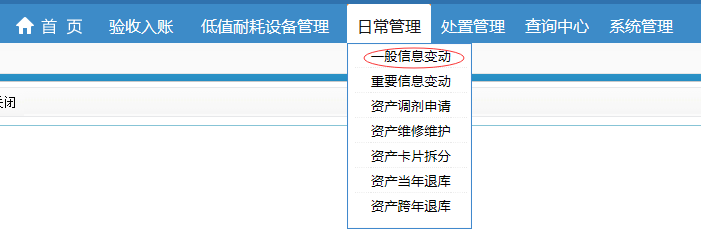 首 页 验收入账 低值耐耗设备管理 日常管理 处置管理 查询中心 系统管理
一般信息变动
重要信息变动
关闭
资产调剂申请
资产维修维护
资产卡片拆分
资产当年退库
资产跨年退库